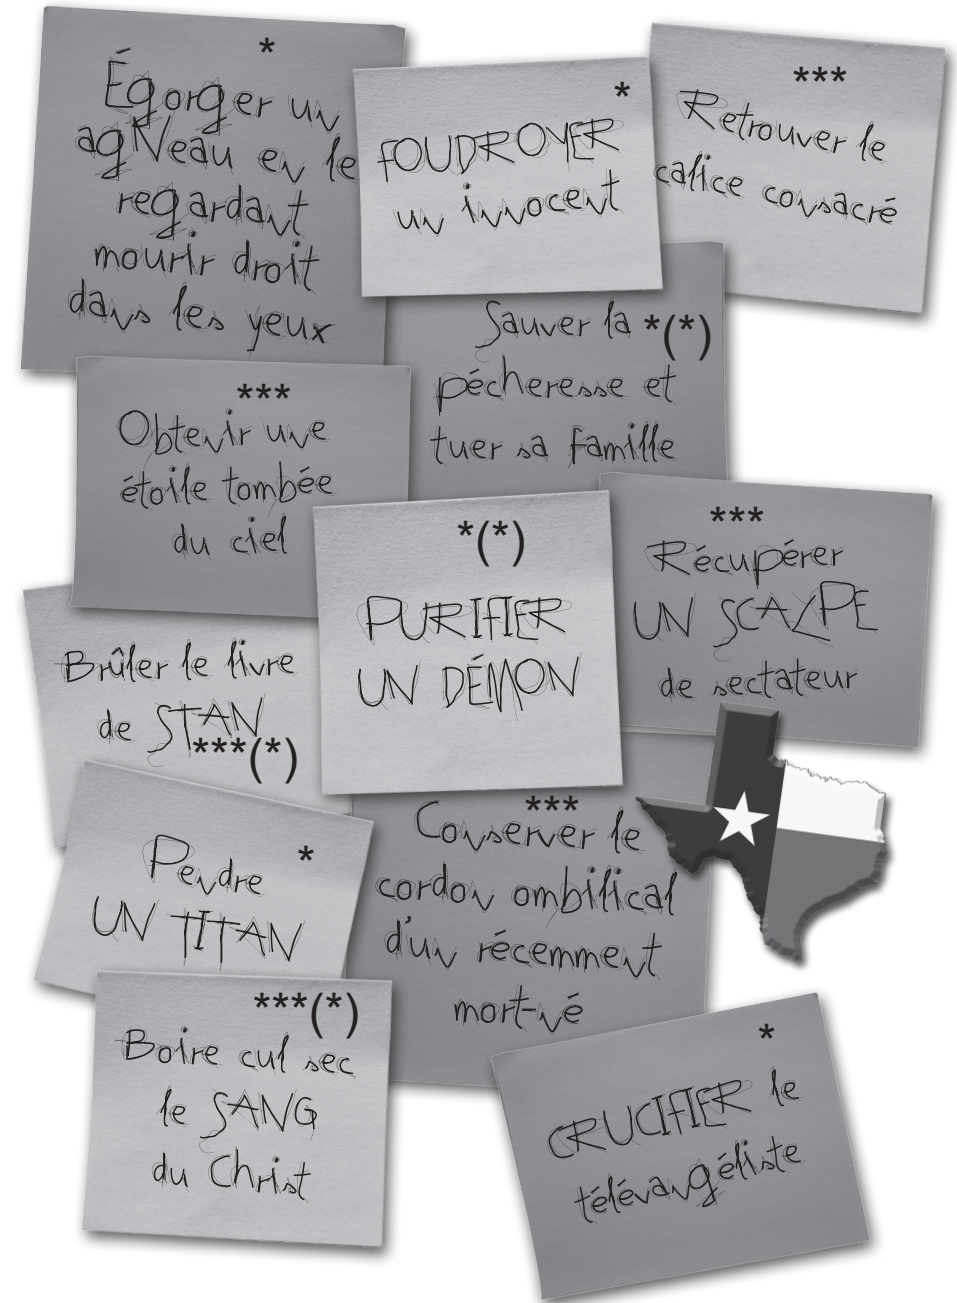 *
Égorger un
agNeau en le
regardant
mourir droit
dans les yeux
*
FOUDROYER
un innocent
***
Retrouver le
calice consacré
Sauver la *(*)
pécheresse et
tuer sa famille
***
Obtenir une
étoile tombée
du ciel
*(*)
PURIFIER
UN DÉMON
***
Récupérer
UN SCALPE
de sectateur
Brûler le livre
de STAN
***(*)
*
Pendre
UN TITAN
***
Conserver le
cordon ombilical
d'un récemment
mort-né
***(*)
Boire cul sec
le SANG
du Christ
*
CRUCIFIER le
télévangéliste